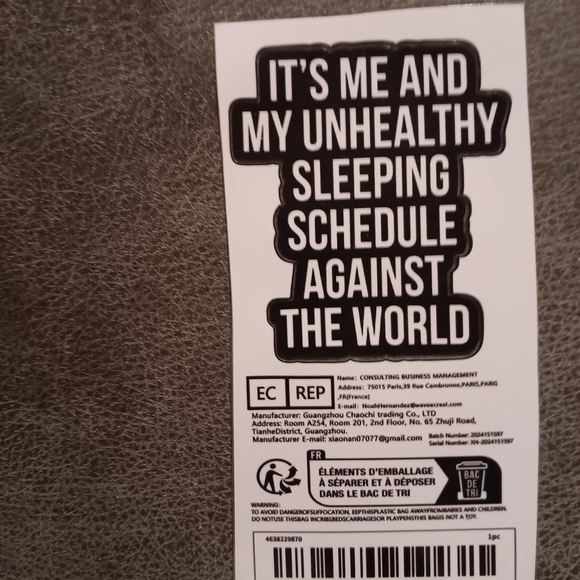 IT'S ME AND
MY UNHEALTHY
SLEEPING
SCHEDULE
AGAINST
THE WORLD
EC REP
Name: CONSULTING BUSINESS MANAGEMENT
Address: 75015 Paris,39 Rue Cambronne,PARIS,PARIS
,FR(France)
E-mail: NoahHernandez@waveecrest.com
Manufacturer: Guangzhou Chaochi trading Co., LTD
Address: Room A254, Room 201, 2nd Floor, No. 65 Zhuji Road,
TianheDistrict, Guangzhou.
Manufacturer E-mail: xiaonan07077@gmail.com
Batch Number: 2024151597
Serial Number: XN-2024151597
FR
ÉLÉMENTS D'EMBALLAGE
À SÉPARER ET À DÉPOSER
DANS LE BAC DE TRI
BAC
DE
TRI
WARNING:
TO AVOID DANGEROFSUFFOCATION, EEPTHISPLASTIC BAG AWAYFROMBABIES AND CHILDREN.
DO NOTUSE THISBAG INCRIBSBEDSCARRIAGESOR PLAYPENSTHIS BAGIS NOT A TOY.
4638229870
1pc